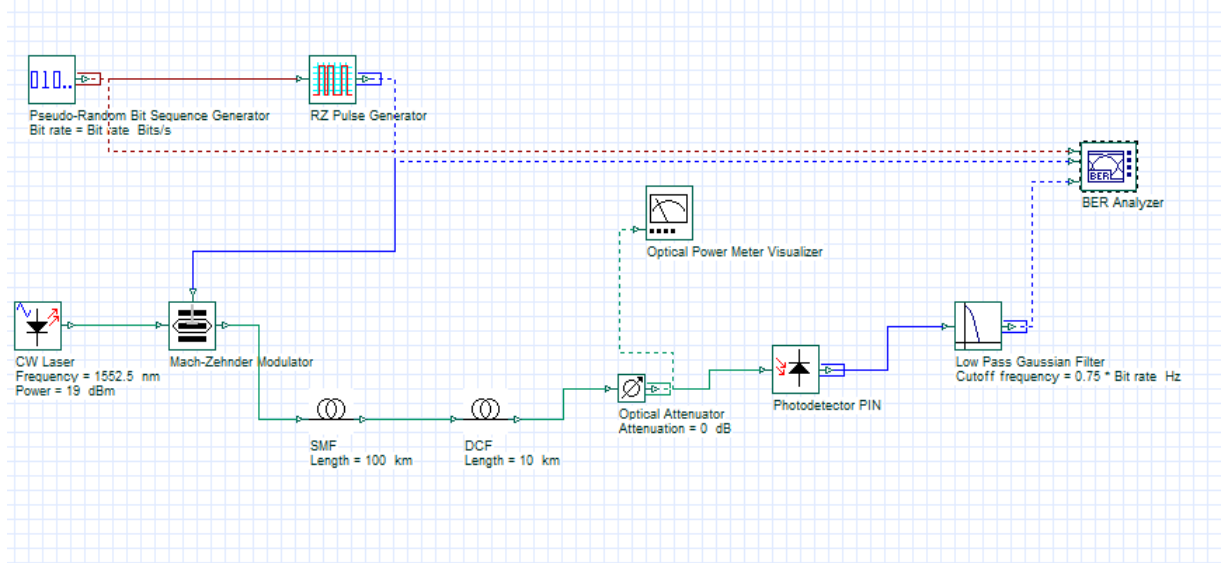 010..
Pseudo-Random Bit Sequence Generator
Bit rate = Bit rate Bits/s
RZ Pulse Generator
BER
BER Analyzer
Optical Power Meter Visualizer
CW Laser
Frequency = 1552.5 nm
Power = 19 dBm
Mach-Zehnder Modulator
Low Pass Gaussian Filter
Cutoff frequency = 0.75 * Bit rate Hz
Photodetector PIN
Optical Attenuator
Attenuation = 0 dB
SMF
Length = 100 km
DCF
Length = 10 km